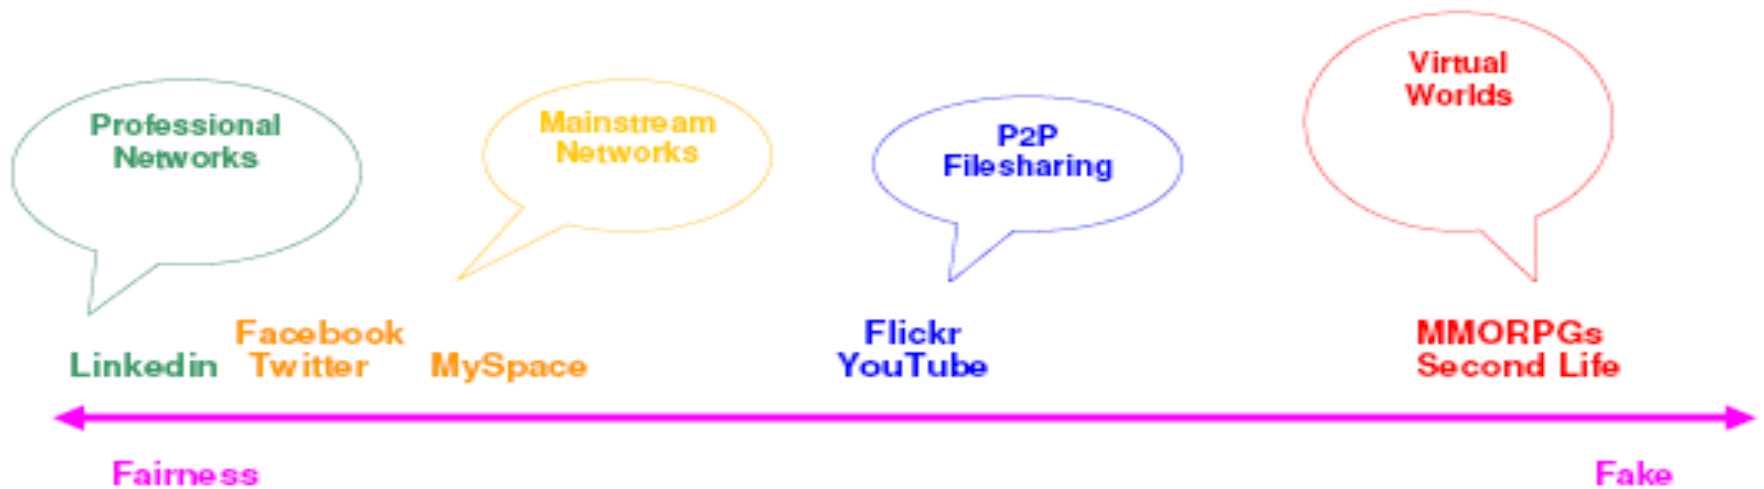 Professional
Networks
Mainstream
Networks
P2P
Filesharing
Virtual
Worlds
Linkedin
Facebook
Twitter
MySpace
Flickr
YouTube
MMORPGs
Second Life
Fairness
Fake